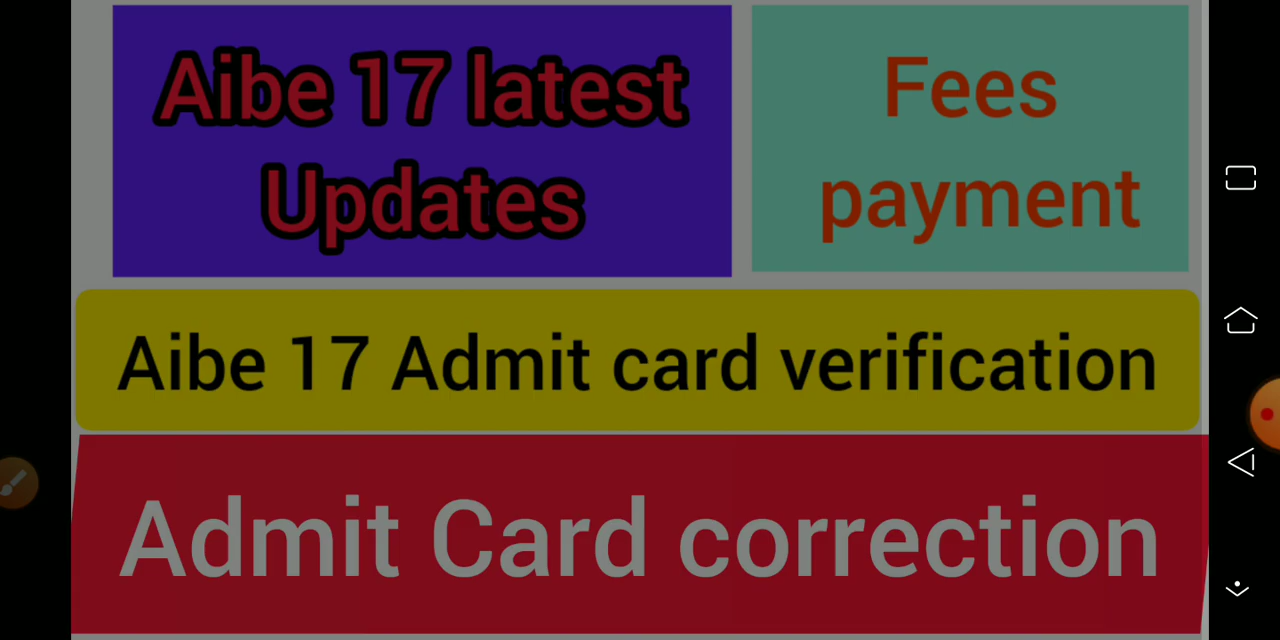 Aibe 17 latest
Updates
Fees
payment
Aibe 17 Admit card verification
Admit Card correction